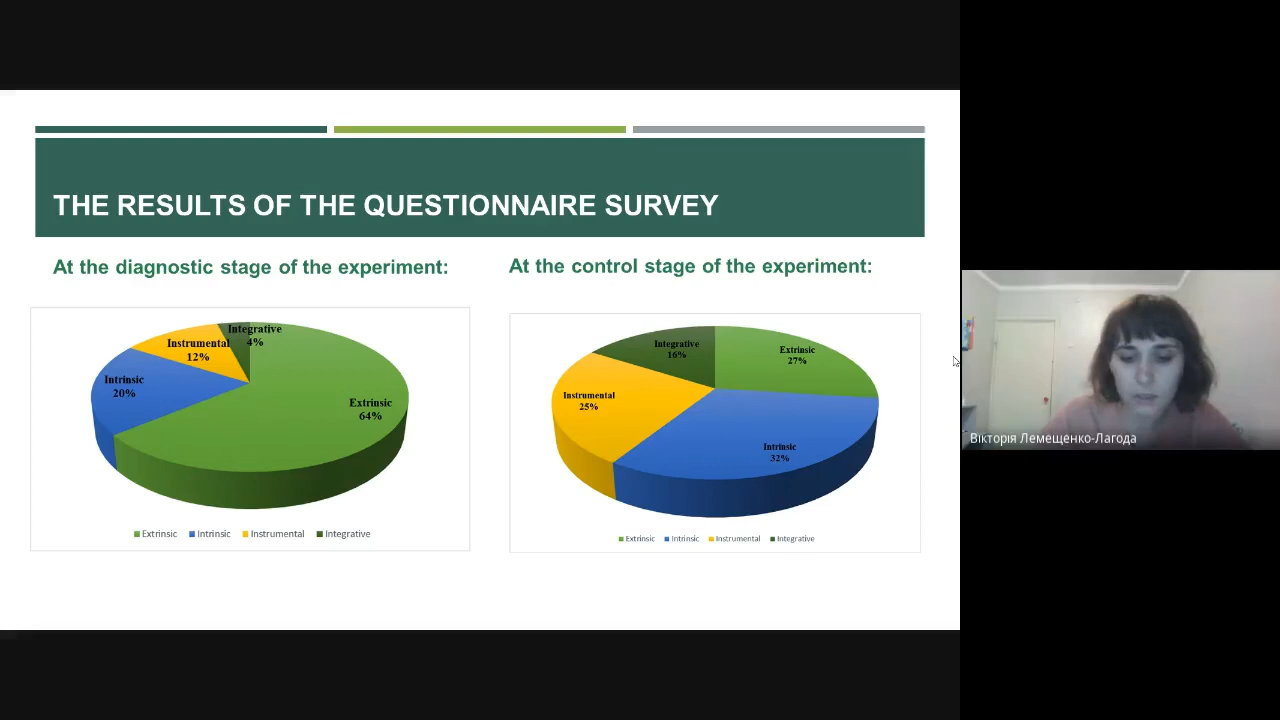 THE RESULTS OF THE QUESTIONNAIRE SURVEY
At the diagnostic stage of the experiment:
Integrative
4%
Instrumental
12%
Intrinsic
20%
Extrinsic
64%
Extrinsic Intrinsic Instrumental Integrative
At the control stage of the experiment:
Integrative
16%
Extrinsic
27%
Instrumental
25%
Intrinsic
32%
Extrinsic Intrinsic Instrumental Integrative
Вікторія Лемещенко-Лагода